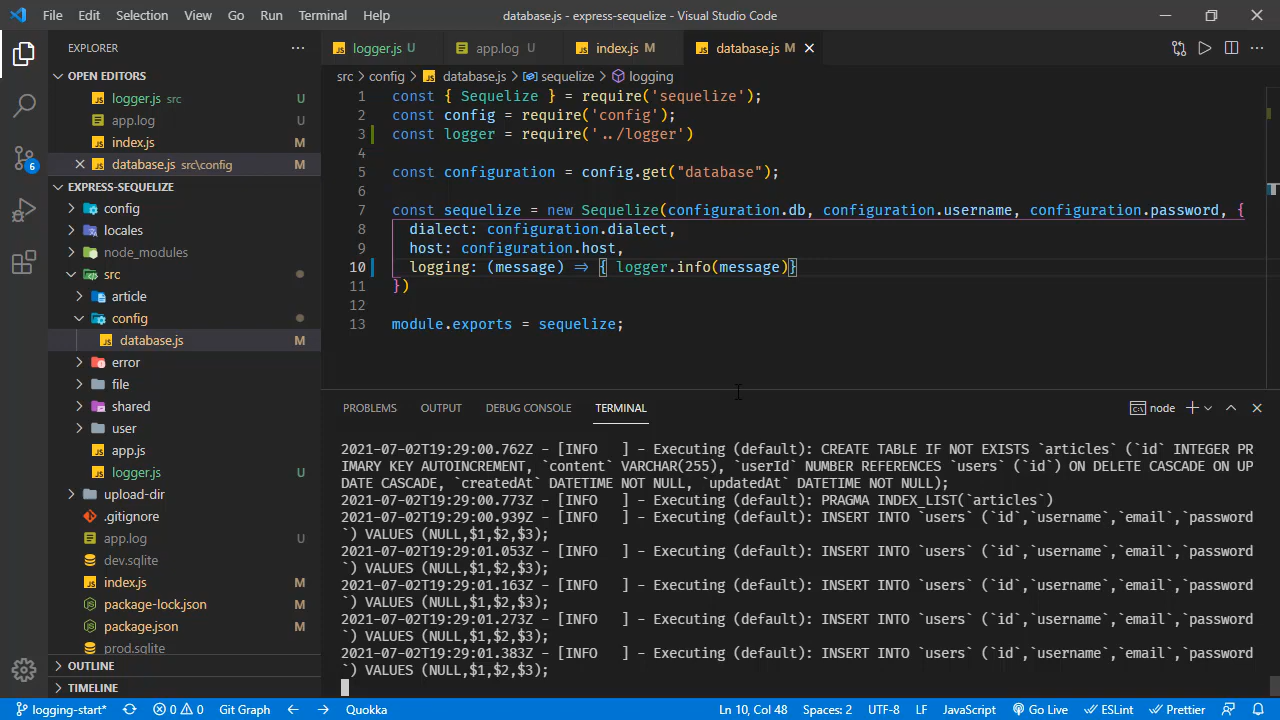 File Edit Selection View Go Run Terminal Help
database.js - express-sequelize - Visual Studio Code
EXPLORER
OPEN EDITORS
logger.js src U
app.log U
index.js M
database.js src\config M
EXPRESS-SEQUELIZE
config
locales
node_modules
src
article
config
database.js M
error
file
shared
user
app.js
logger.js U
upload-dir
.gitignore
app.log U
dev.sqlite
index.js M
package-lock.json M
package.json M
prod.sqlite
OUTLINE
TIMELINE
6
logger.js U app.log U index.js M database.js M
src > config > database.js > sequelize > logging
1 const { Sequelize } = require('sequelize');
2 const config = require('config');
3 const logger = require('../logger')
4
5 const configuration = config.get("database");
6
7 const sequelize = new Sequelize(configuration.db, configuration.username, configuration.password, {
8 dialect: configuration.dialect,
9 host: configuration.host,
10 logging: (message) => { logger.info(message)}
11 })
12
13 module.exports = sequelize;
PROBLEMS OUTPUT DEBUG CONSOLE TERMINAL node
2021-07-02T19:29:00.762Z - [INFO   ] - Executing (default): CREATE TABLE IF NOT EXISTS `articles` (`id` INTEGER PR
IMARY KEY AUTOINCREMENT, `content` VARCHAR(255), `userId` NUMBER REFERENCES `users` (`id`) ON DELETE CASCADE ON UP
DATE CASCADE, `createdAt` DATETIME NOT NULL, `updatedAt` DATETIME NOT NULL);
2021-07-02T19:29:00.773Z - [INFO   ] - Executing (default): PRAGMA INDEX_LIST(`articles`)
2021-07-02T19:29:00.939Z - [INFO   ] - Executing (default): INSERT INTO `users` (`id`,`username`,`email`,`password
`) VALUES (NULL,$1,$2,$3);
2021-07-02T19:29:01.053Z - [INFO   ] - Executing (default): INSERT INTO `users` (`id`,`username`,`email`,`password
`) VALUES (NULL,$1,$2,$3);
2021-07-02T19:29:01.163Z - [INFO   ] - Executing (default): INSERT INTO `users` (`id`,`username`,`email`,`password
`) VALUES (NULL,$1,$2,$3);
2021-07-02T19:29:01.273Z - [INFO   ] - Executing (default): INSERT INTO `users` (`id`,`username`,`email`,`password
`) VALUES (NULL,$1,$2,$3);
2021-07-02T19:29:01.383Z - [INFO   ] - Executing (default): INSERT INTO `users` (`id`,`username`,`email`,`password
`) VALUES (NULL,$1,$2,$3);
logging-start* 0 0 Git Graph Quokka Ln 10, Col 48 Spaces: 2 UTF-8 LF JavaScript Go Live ESLint Prettier